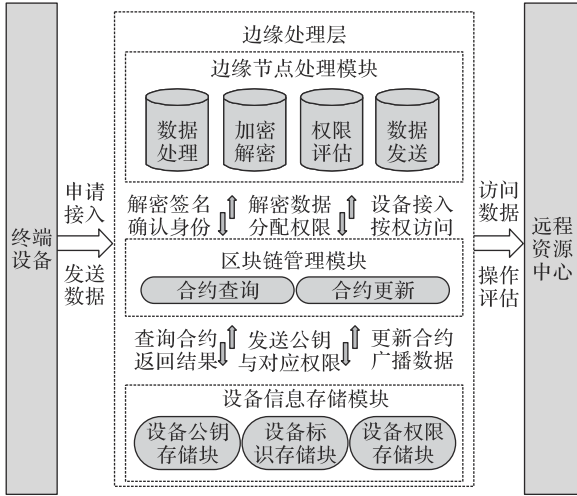 边缘处理层
边缘节点处理模块
数据
处理
加密
解密
权限
评估
数据
发送
申请
接入
终端
设备
发送
数据
解密签名
确认身份
解密数据
分配权限
设备接入
按权访问
访问
数据
操作
评估
远程
资源
中心
区块链管理模块
合约查询
合约更新
查询合约
返回结果
发送公钥
与对应权限
更新合约
广播数据
设备信息存储模块
设备公钥
存储块
设备标
识存储块
设备权限
存储块